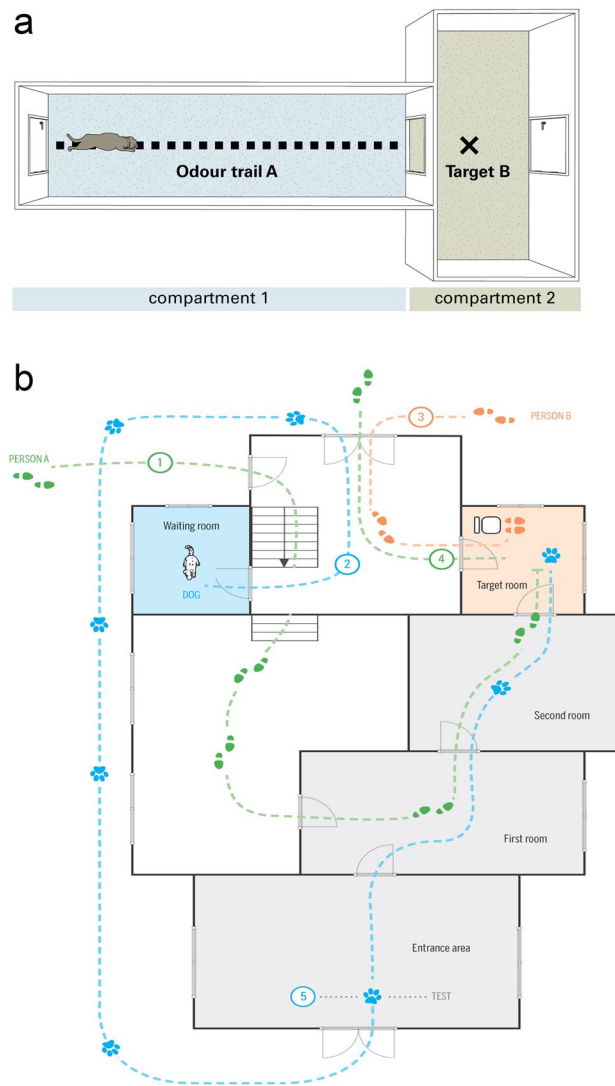 a
Odour trail A
Target B
compartment 1
compartment 2
b
3
PERSON B
PERSON A
1
Waiting room
DOG
2
4
Target room
Second room
First room
Entrance area
5
TEST